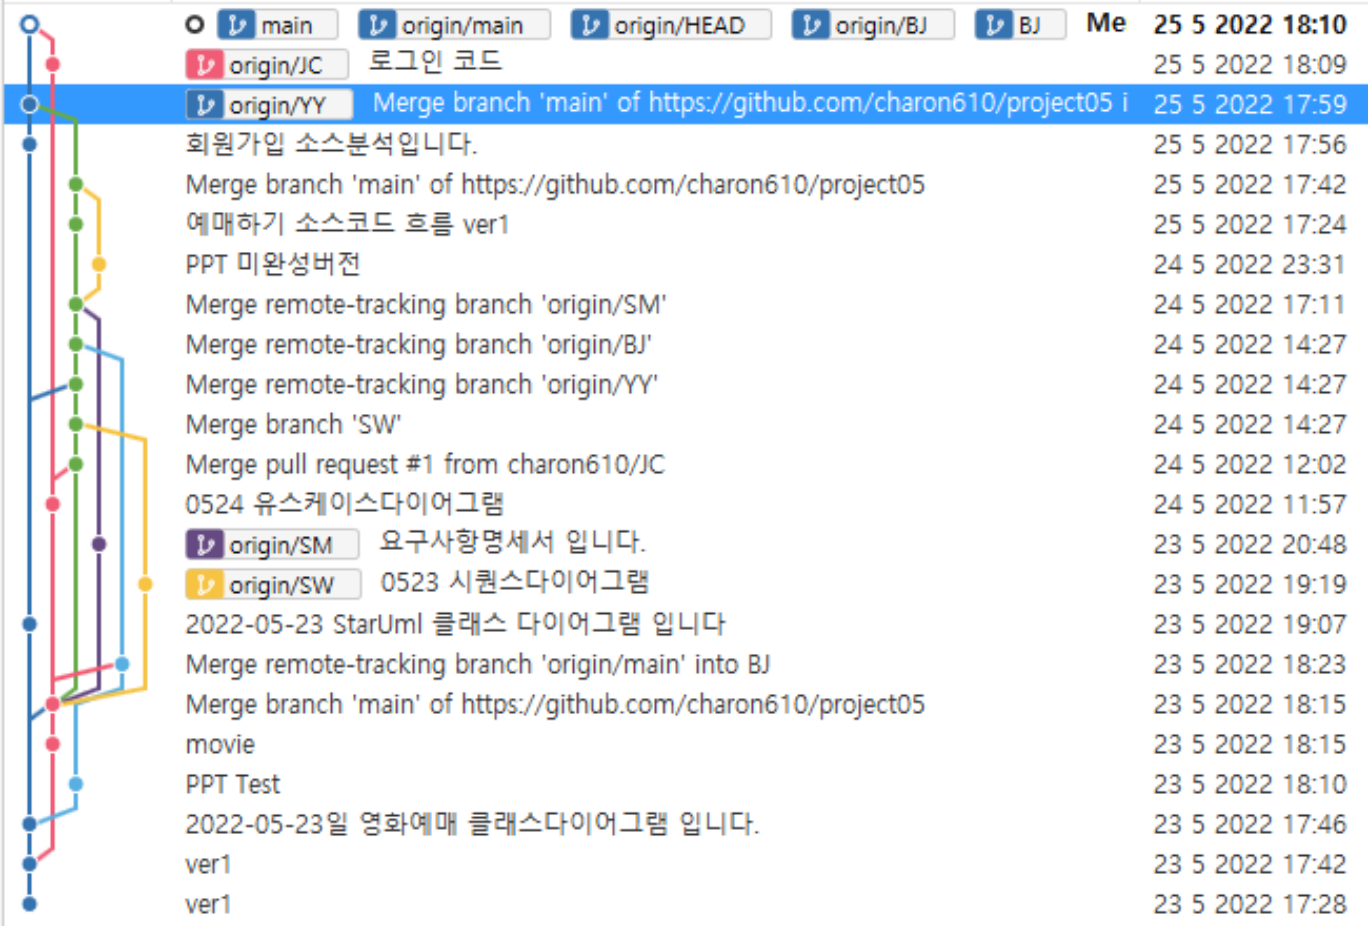 main origin/main origin/HEAD origin/BJ BJ Me 25 5 2022 18:10
origin/JC 로그인 코드 25 5 2022 18:09
origin/YY Merge branch 'main' of https://github.com/charon610/project05 i 25 5 2022 17:59
회원가입 소스분석입니다. 25 5 2022 17:56
Merge branch 'main' of https://github.com/charon610/project05 25 5 2022 17:42
예매하기 소스코드 흐름 ver1 25 5 2022 17:24
PPT 미완성버전 24 5 2022 23:31
Merge remote-tracking branch 'origin/SM' 24 5 2022 17:11
Merge remote-tracking branch 'origin/BJ' 24 5 2022 14:27
Merge remote-tracking branch 'origin/YY' 24 5 2022 14:27
Merge branch 'SW' 24 5 2022 14:27
Merge pull request #1 from charon610/JC 24 5 2022 12:02
0524 유스케이스다이어그램 24 5 2022 11:57
origin/SM 요구사항명세서 입니다. 23 5 2022 20:48
origin/SW 0523 시퀀스다이어그램 23 5 2022 19:19
2022-05-23 StarUml 클래스 다이어그램 입니다 23 5 2022 19:07
Merge remote-tracking branch 'origin/main' into BJ 23 5 2022 18:23
Merge branch 'main' of https://github.com/charon610/project05 23 5 2022 18:15
movie 23 5 2022 18:15
PPT Test 23 5 2022 18:10
2022-05-23일 영화예매 클래스다이어그램 입니다. 23 5 2022 17:46
ver1 23 5 2022 17:42
ver1 23 5 2022 17:28